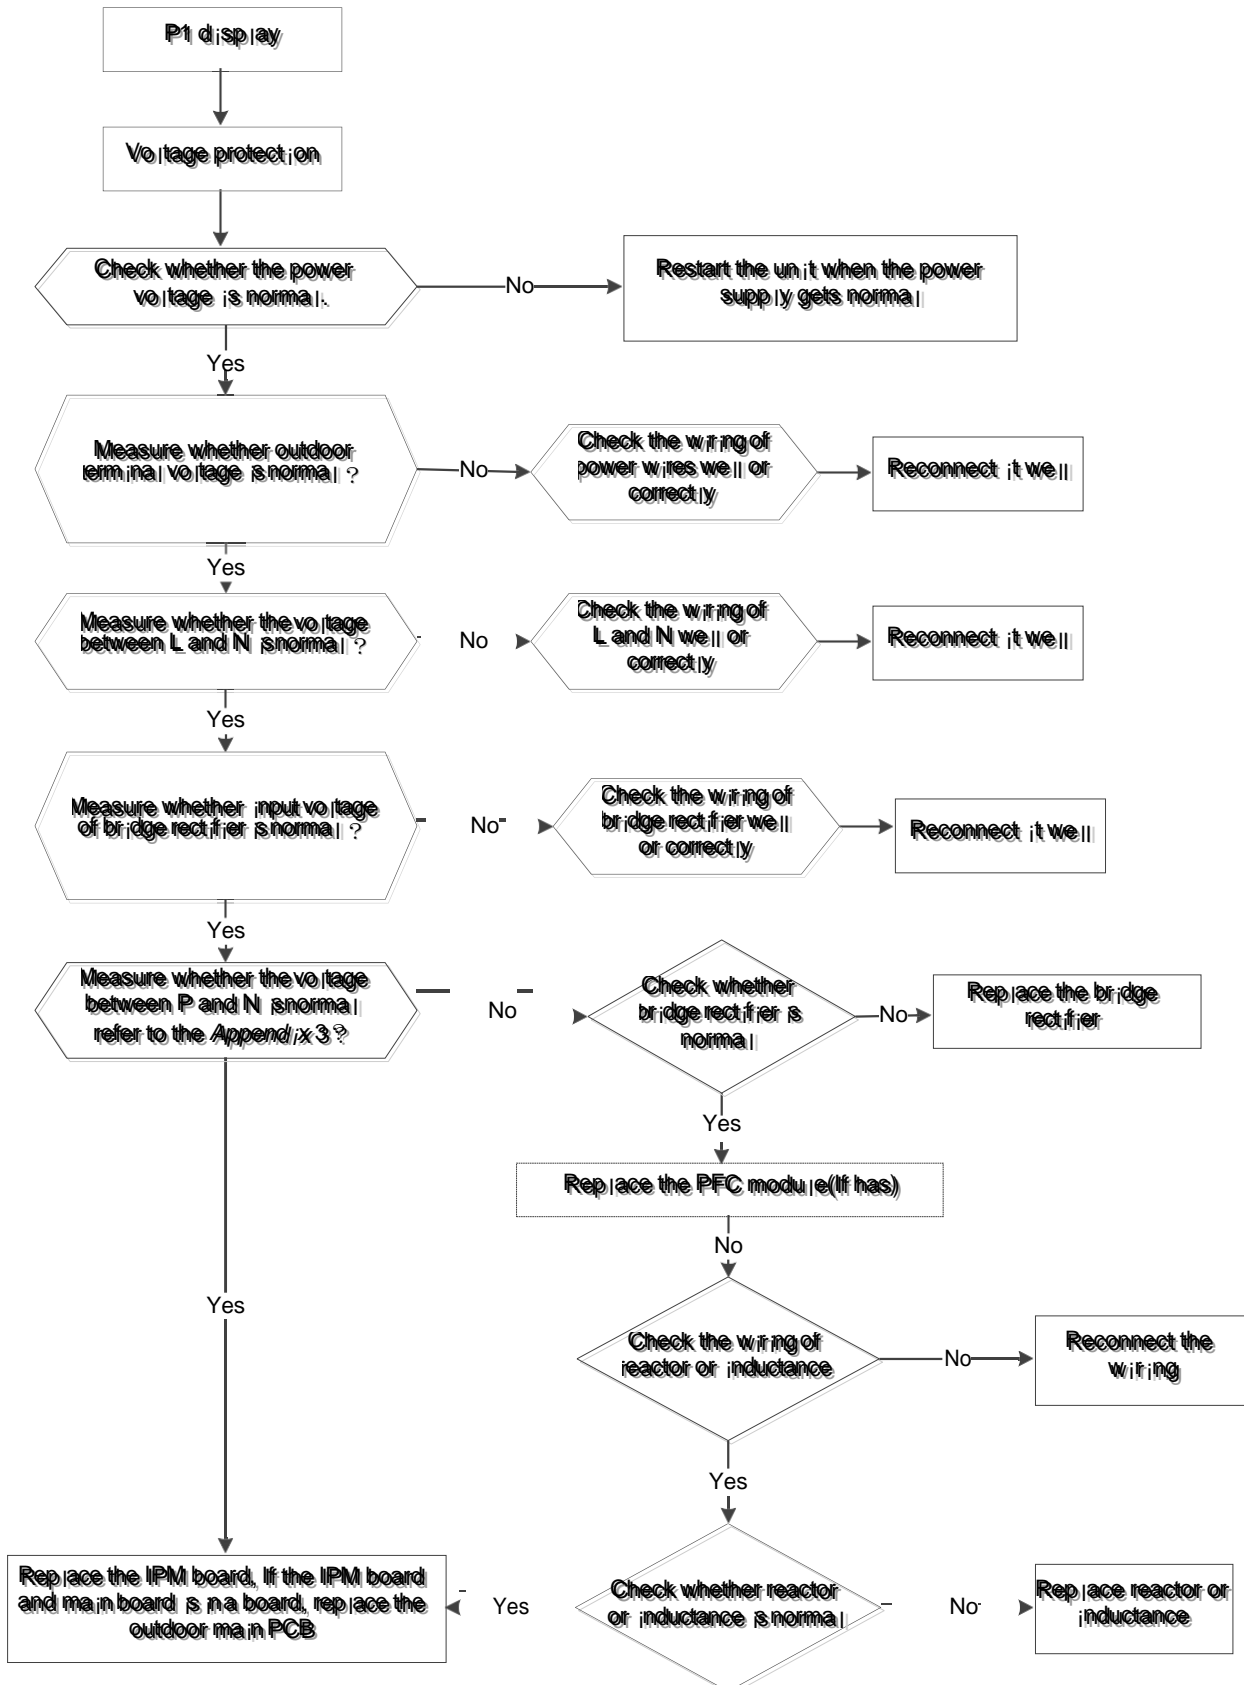 P1 display
Voltage protection
Check whether the power
voltage is normal.
No
Restart the unit when the power
supply gets normal
Yes
Measure whether outdoor
terminal voltage is normal ?
No
Check the wiring of
power wires well or
correctly
Reconnect it well
Yes
Measure whether the voltage
between L and N is normal ?
No
Check the wiring of
L and N well or
correctly
Reconnect it well
Yes
Measure whether input voltage
of bridge rectifier is normal ?
No
Check the wiring of
bridge rectifier well
or correctly
Reconnect it well
Yes
Measure whether the voltage
between P and N is normal
refer to the Appendix 3 ?
No
Check whether
bridge rectifier is
normal
No
Replace the bridge
rectifier
Yes
Replace the PFC module(If has)
No
Yes
Check the wiring of
reactor or inductance
No
Reconnect the
wiring
Yes
Replace the IPM board, If the IPM board
and main board is in a board, replace the
outdoor main PCB
Yes
Check whether reactor
or inductance is normal
No
Replace reactor or
inductance